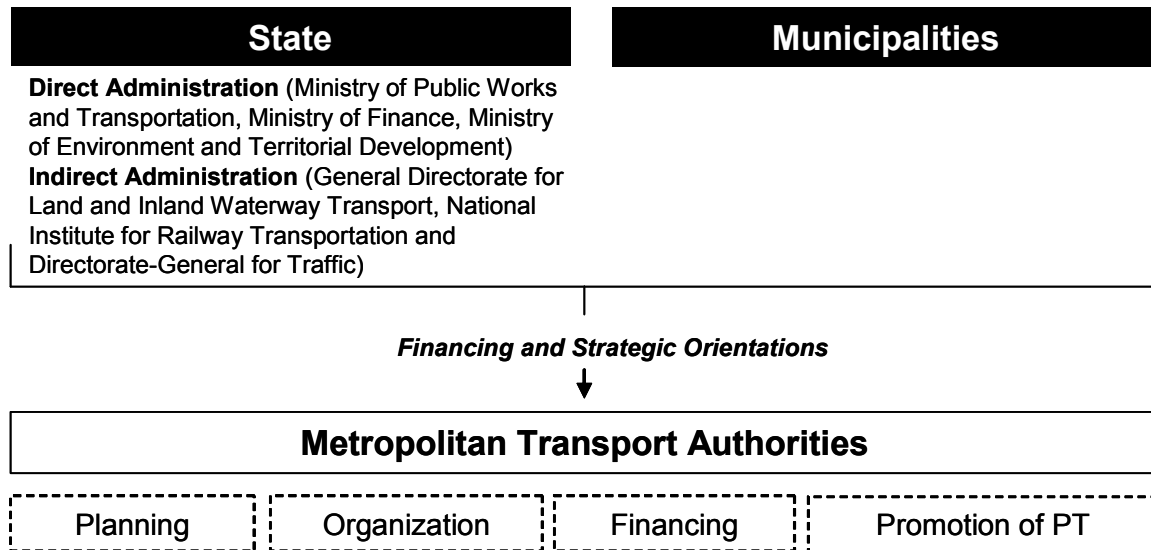 State
Municipalities
Direct Administration (Ministry of Public Works
and Transportation, Ministry of Finance, Ministry
of Environment and Territorial Development)
Indirect Administration (General Directorate for
Land and Inland Waterway Transport, National
Institute for Railway Transportation and
Directorate-General for Traffic)
Financing and Strategic Orientations
Metropolitan Transport Authorities
Planning
Organization
Financing
Promotion of PT